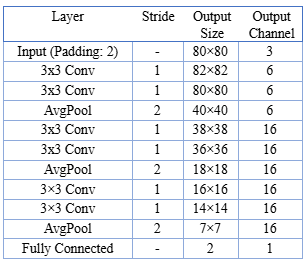 Layer Stride Output Size Output Channel
Input (Padding: 2) - 80×80 3
3x3 Conv 1 82×82 6
3x3 Conv 1 80×80 6
AvgPool 2 40×40 6
3x3 Conv 1 38×38 16
3x3 Conv 1 36×36 16
AvgPool 2 18×18 16
3×3 Conv 1 16×16 16
3×3 Conv 1 14×14 16
AvgPool 2 7×7 16
Fully Connected - 2 1